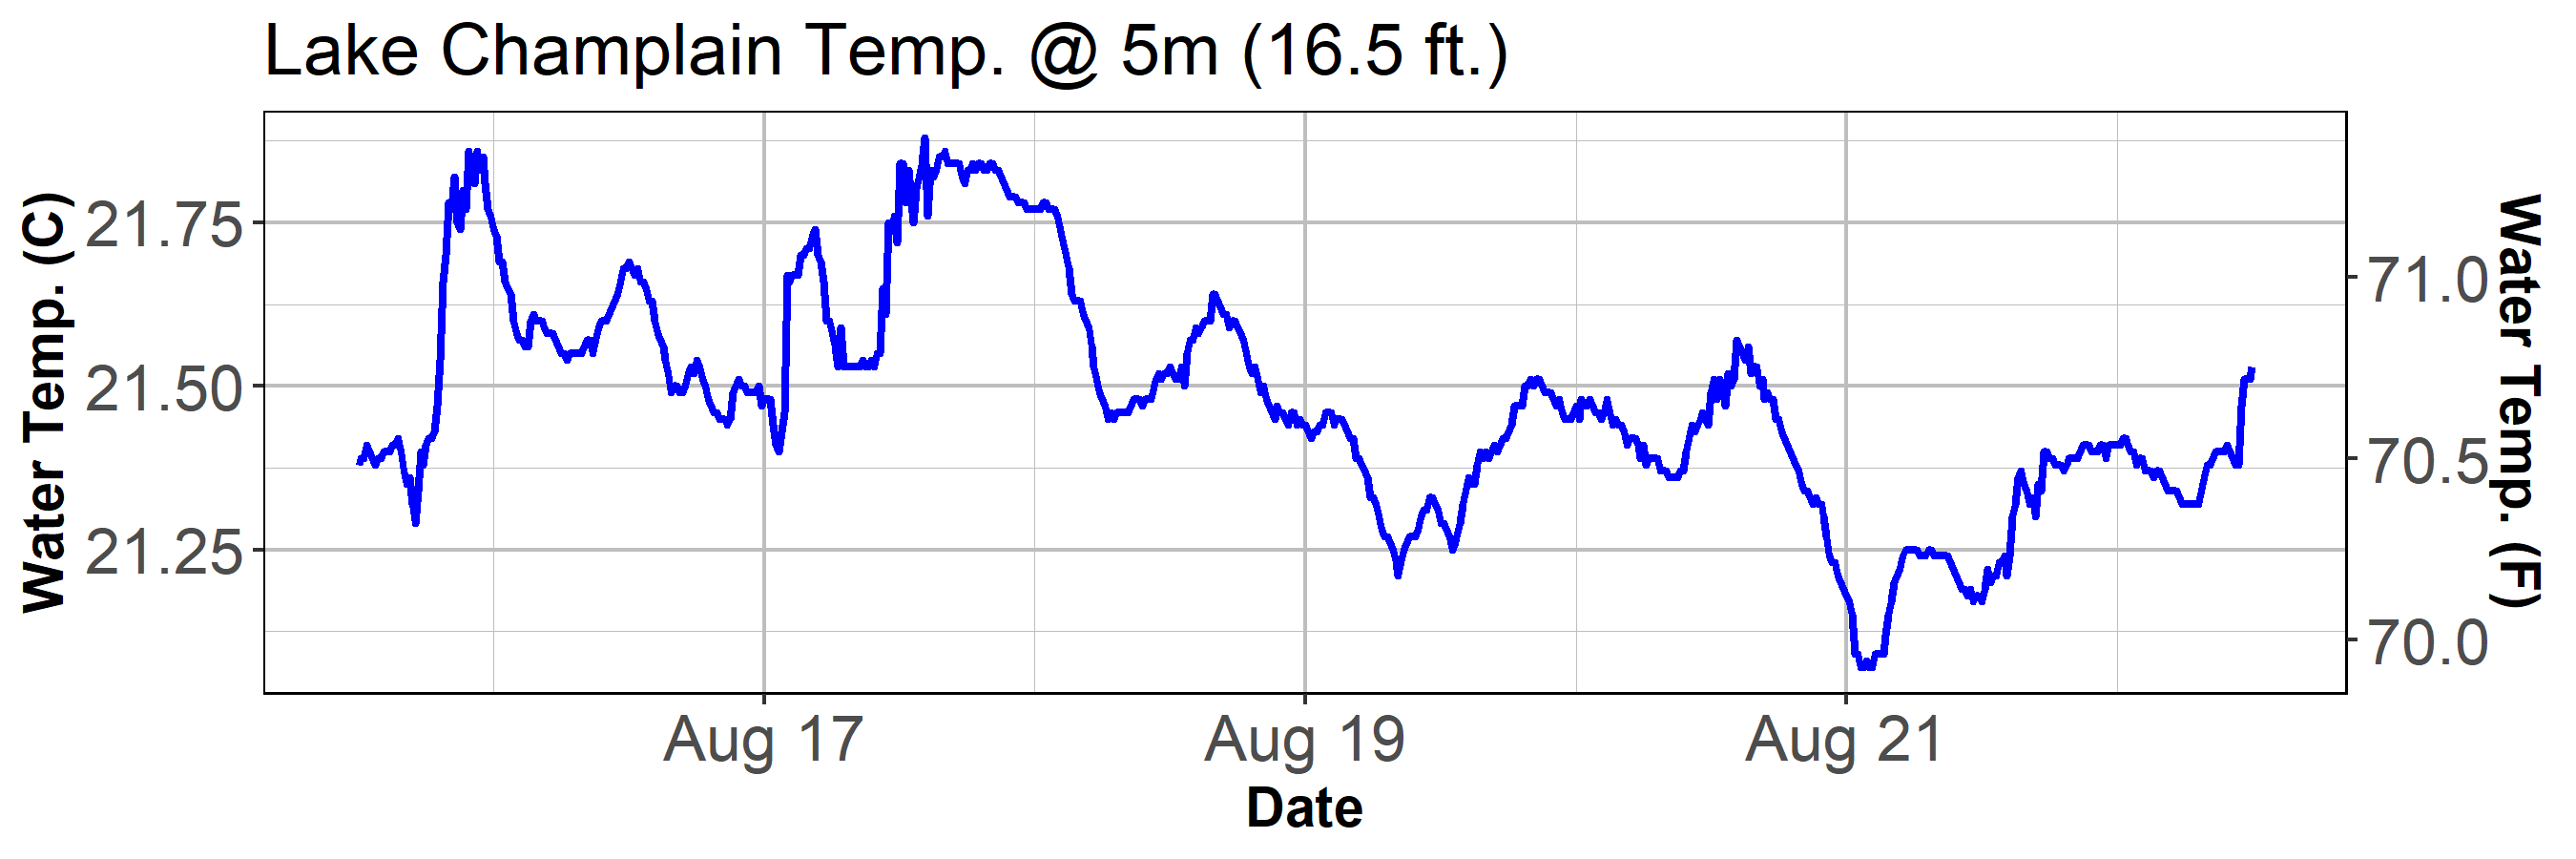 Lake Champlain Temp. @ 5m (16.5 ft.)
Water Temp. (C)
21.75
21.50
21.25
71.0
70.5
70.0
Water Temp. (F)
Aug 17 Aug 19 Aug 21
Date